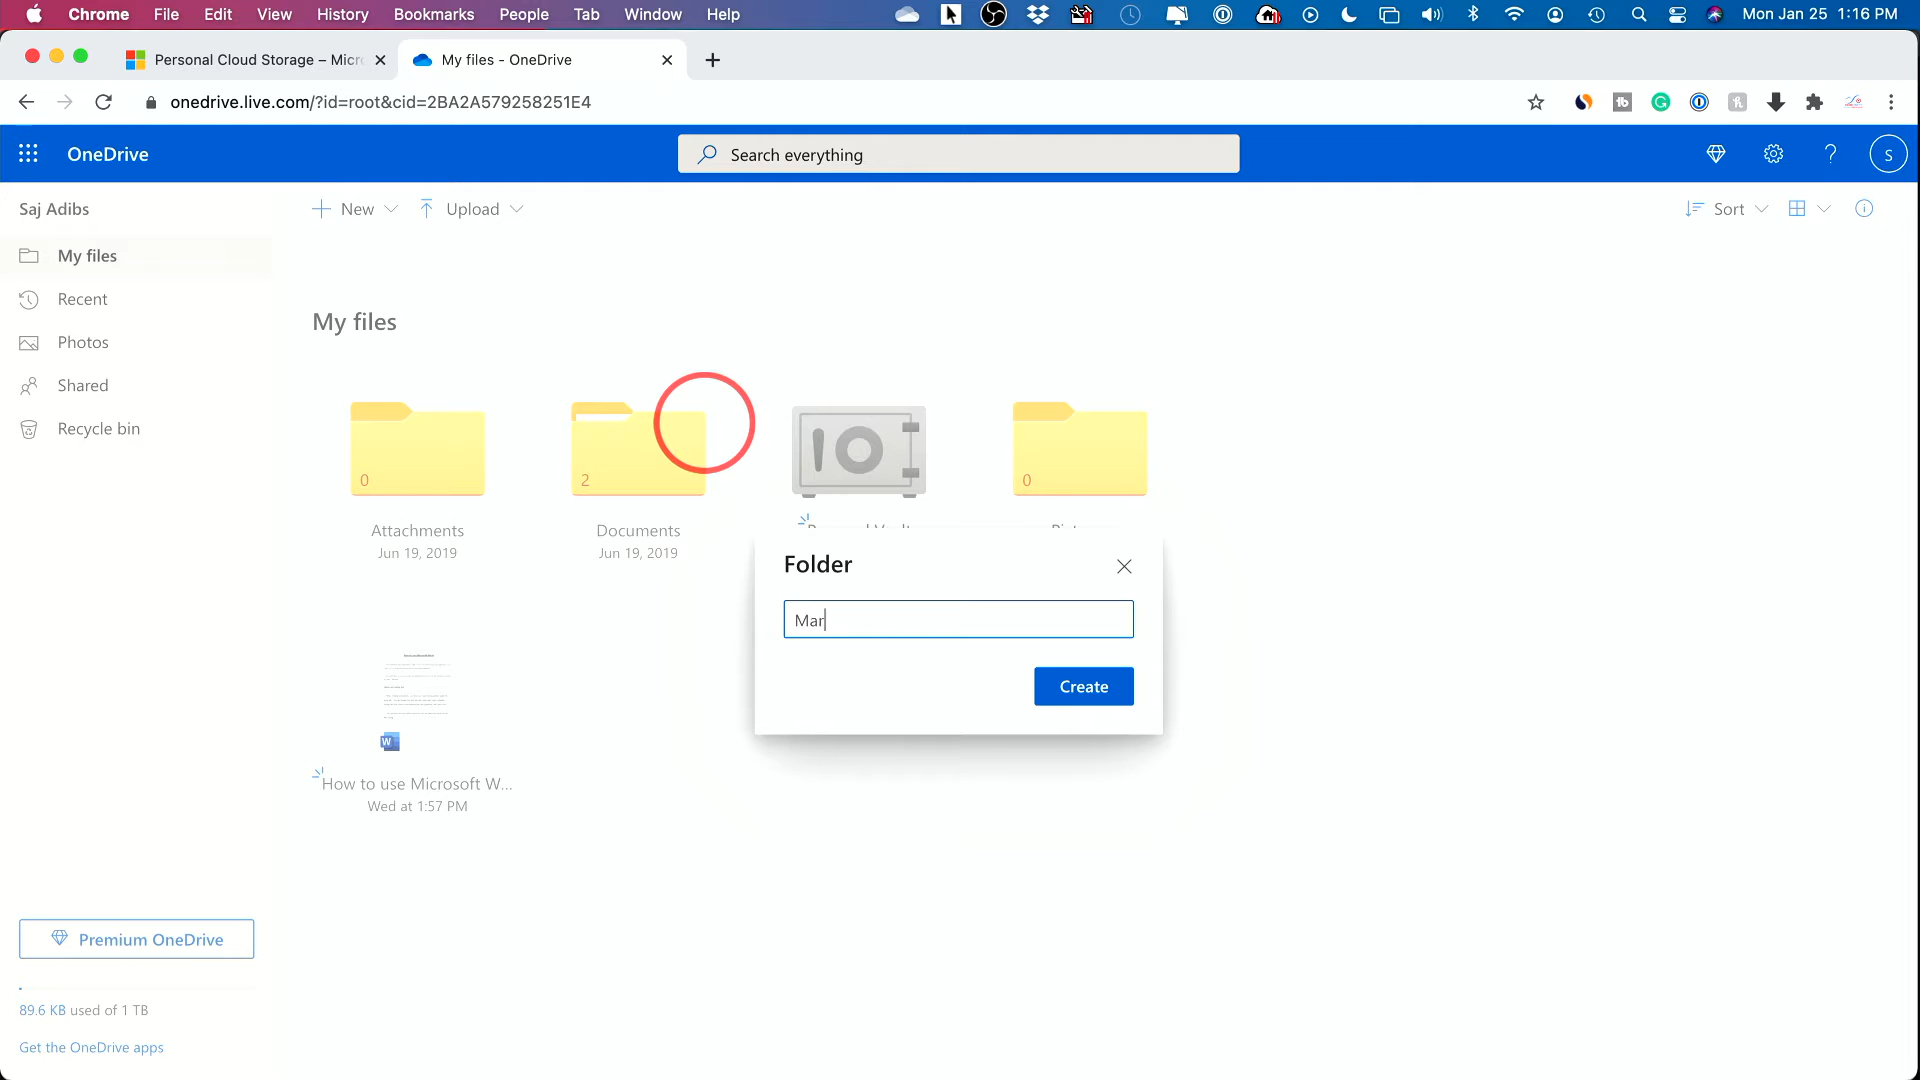 Chrome File Edit View History Bookmarks People Tab Window Help Mon Jan 25 1:16 PM
Personal Cloud Storage – Micr My files - OneDrive
onedrive.live.com/?id=root&cid=2BA2A579258251E4
OneDrive Search everything S
Saj Adibs New Upload Sort
My files
Recent
Photos
Shared
Recycle bin
My files
0 2 0
Attachments Documents
Jun 19, 2019 Jun 19, 2019
Folder
Mar
Create
How to use Microsoft W...
Wed at 1:57 PM
Premium OneDrive
89.6 KB used of 1 TB
Get the OneDrive apps